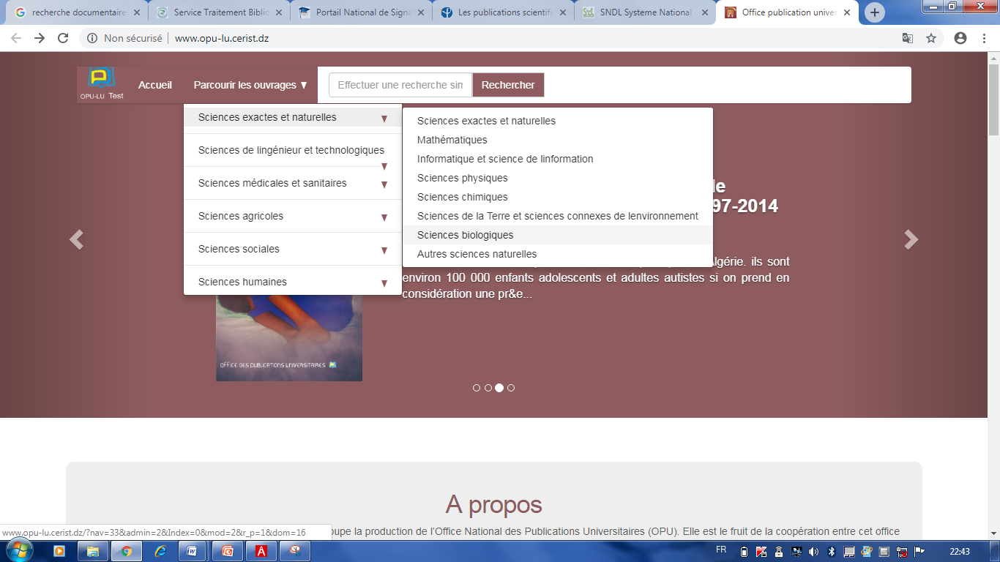 recherche documentaire
Service Traitement Biblio
Portail National de Signa
Les publications scientifi
SNDL Systeme National
Office publication univer
Non sécurisé | www.opu-lu.cerist.dz
OPU-LU Test
Accueil
Parcourir les ouvrages ▼
Effectuer une recherche sim
Rechercher
Sciences exactes et naturelles
Sciences de lingénieur et technologiques
Sciences médicales et sanitaires
Sciences agricoles
Sciences sociales
Sciences humaines
Sciences exactes et naturelles
Mathématiques
Informatique et science de linformation
Sciences physiques
Sciences chimiques
Sciences de la Terre et sciences connexes de lenvironnement
Sciences biologiques
Autres sciences naturelles
le
97-2014
Algérie. ils sont
environ 100 000 enfants adolescents et adultes autistes si on prend en
considération une pr&e...
OFFICE DES PUBLICATIONS UNIVERSITAIRES
A propos
oupe la production de l'Office National des Publications Universitaires (OPU). Elle est le fruit de la coopération entre cet office
www.opu-lu.cerist.dz/?nav=33&admin=2&Index=0&mod=2&r_p=1&dom=16
FR
22:43